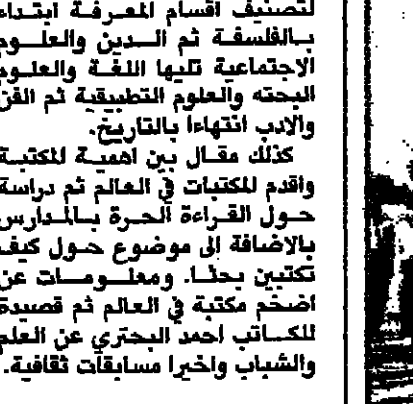 لتصنيف اقسام المعرفة ابتداء
بالفلسفة ثم الدين والعلوم
الاجتماعية تليها اللغة والعلوم
البحته والعلوم التطبيقية ثم الفن
والادب انتهاءا بالتاريخ.
كذلك مقال بين اهمية المكتبة
واقدم المكتبات في العالم ثم دراسة
حول القراءة الحرة بالمدارس
بالاضافة الى موضوع حول كيف
تكتبين بحثا. ومعلومات عن
اضخم مكتبة في العالم ثم قصيدة
للكاتب احمد البحتري عن العلم
والشباب واخيرا مسابقات ثقافية.